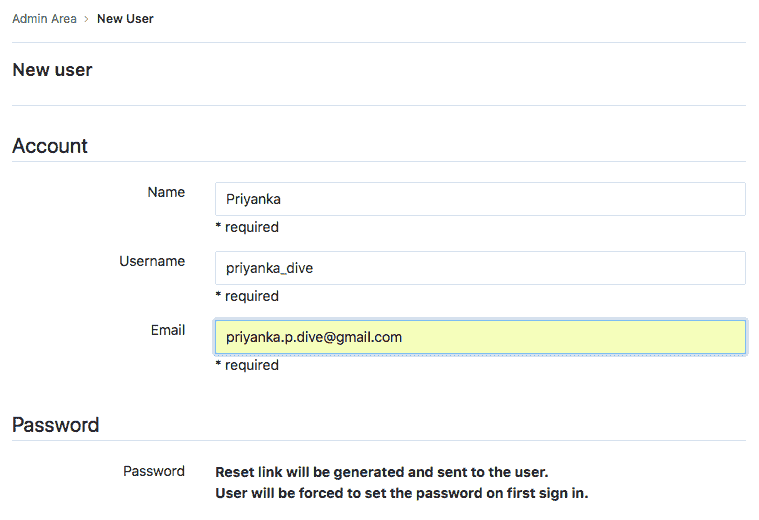 Admin Area > New User
New user
Account
Name
Priyanka
* required
Username
priyanka_dive
* required
Email
priyanka.p.dive@gmail.com
* required
Password
Password
Reset link will be generated and sent to the user.
User will be forced to set the password on first sign in.